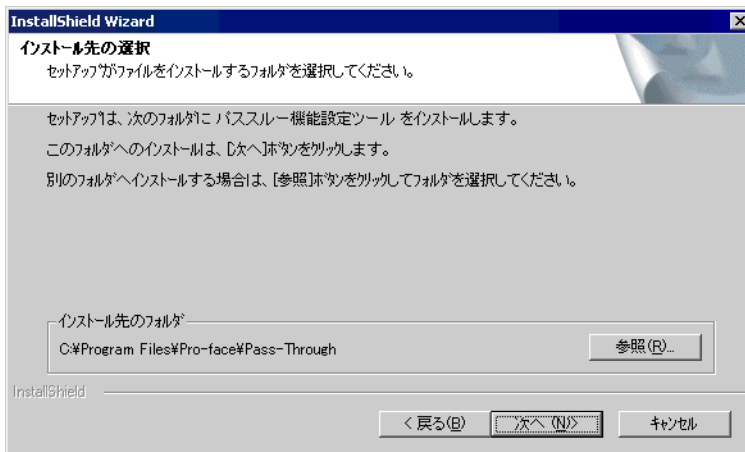 InstallShield Wizard
インストール先の選択
セットアップがファイルをインストールするフォルダを選択してください。
セットアップは、次のフォルダに パススルー機能設定ツール をインストールします。
このフォルダへのインストールは、[次へ]ボタンをクリックします。
別のフォルダへインストールする場合は、[参照]ボタンをクリックしてフォルダを選択してください。
インストール先のフォルダ
C:¥Program Files¥Pro-face¥Pass-Through
参照(R)...
InstallShield
< 戻る(B)
次へ (N)>
キャンセル